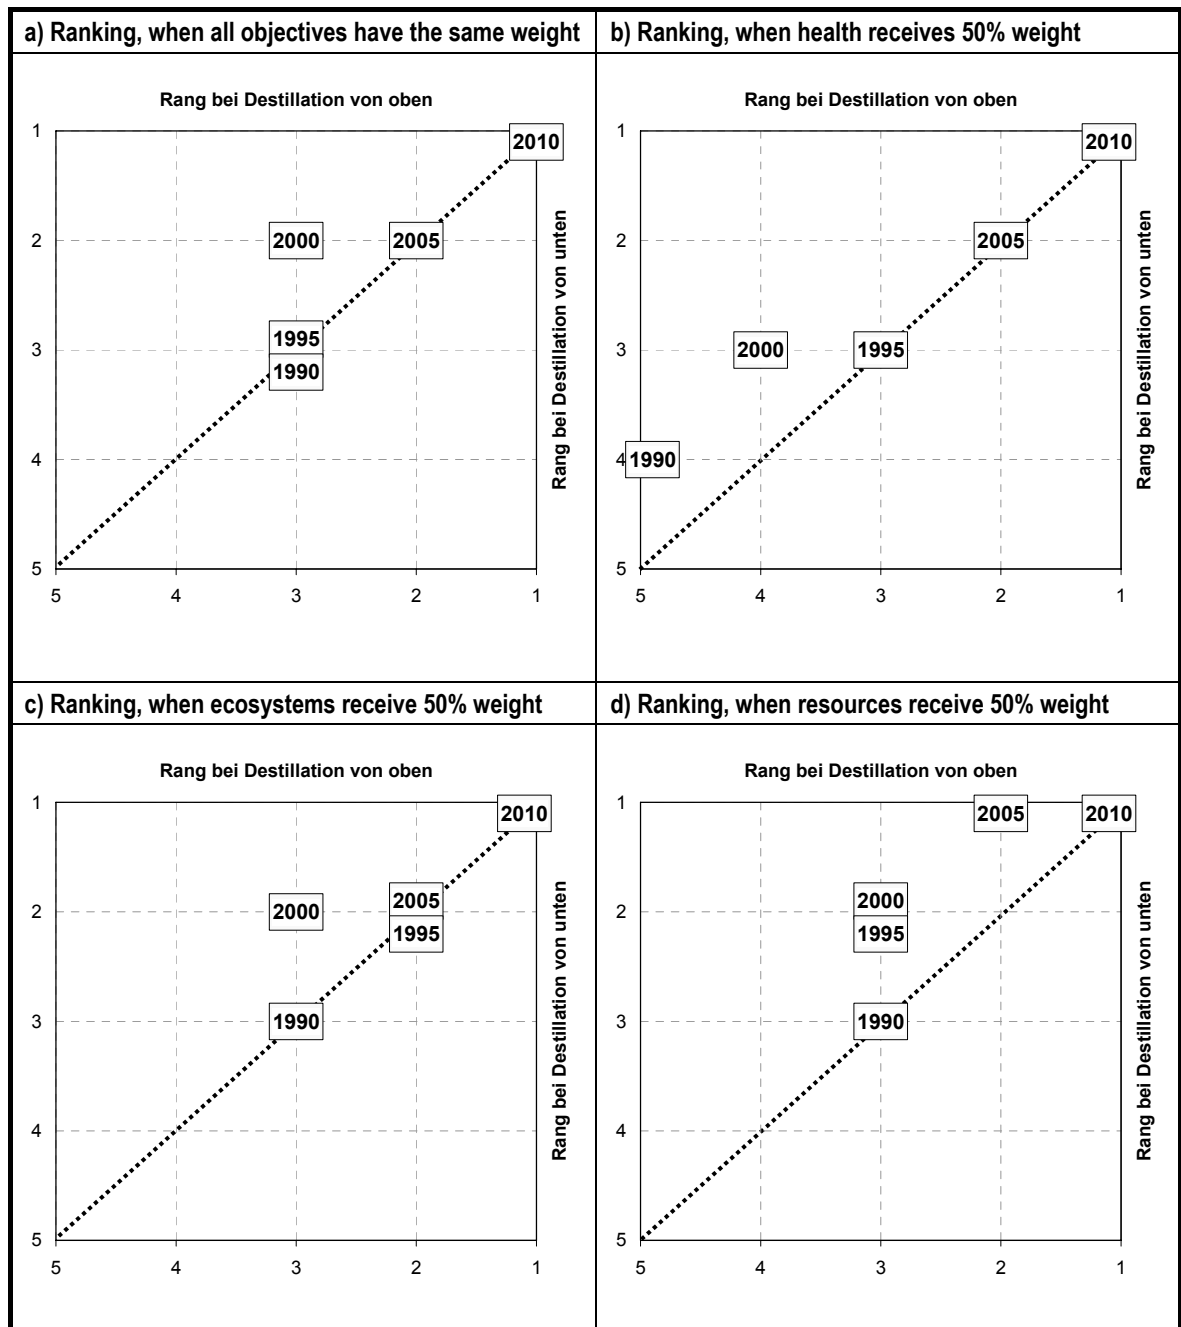 a) Ranking, when all objectives have the same weight
Rang bei Destillation von oben
1
2
3
4
5
5 4 3 2 1
2010
2000 2005
1995
1990
Rang bei Destillation von unten
b) Ranking, when health receives 50% weight
Rang bei Destillation von oben
1
2
3
4
5
5 4 3 2 1
2010
2005
2000 1995
1990
Rang bei Destillation von unten
c) Ranking, when ecosystems receive 50% weight
Rang bei Destillation von oben
1
2
3
4
5
5 4 3 2 1
2010
2000 2005
1995
1990
Rang bei Destillation von unten
d) Ranking, when resources receive 50% weight
Rang bei Destillation von oben
1
2
3
4
5
5 4 3 2 1
2005 2010
2000
1995
1990
Rang bei Destillation von unten